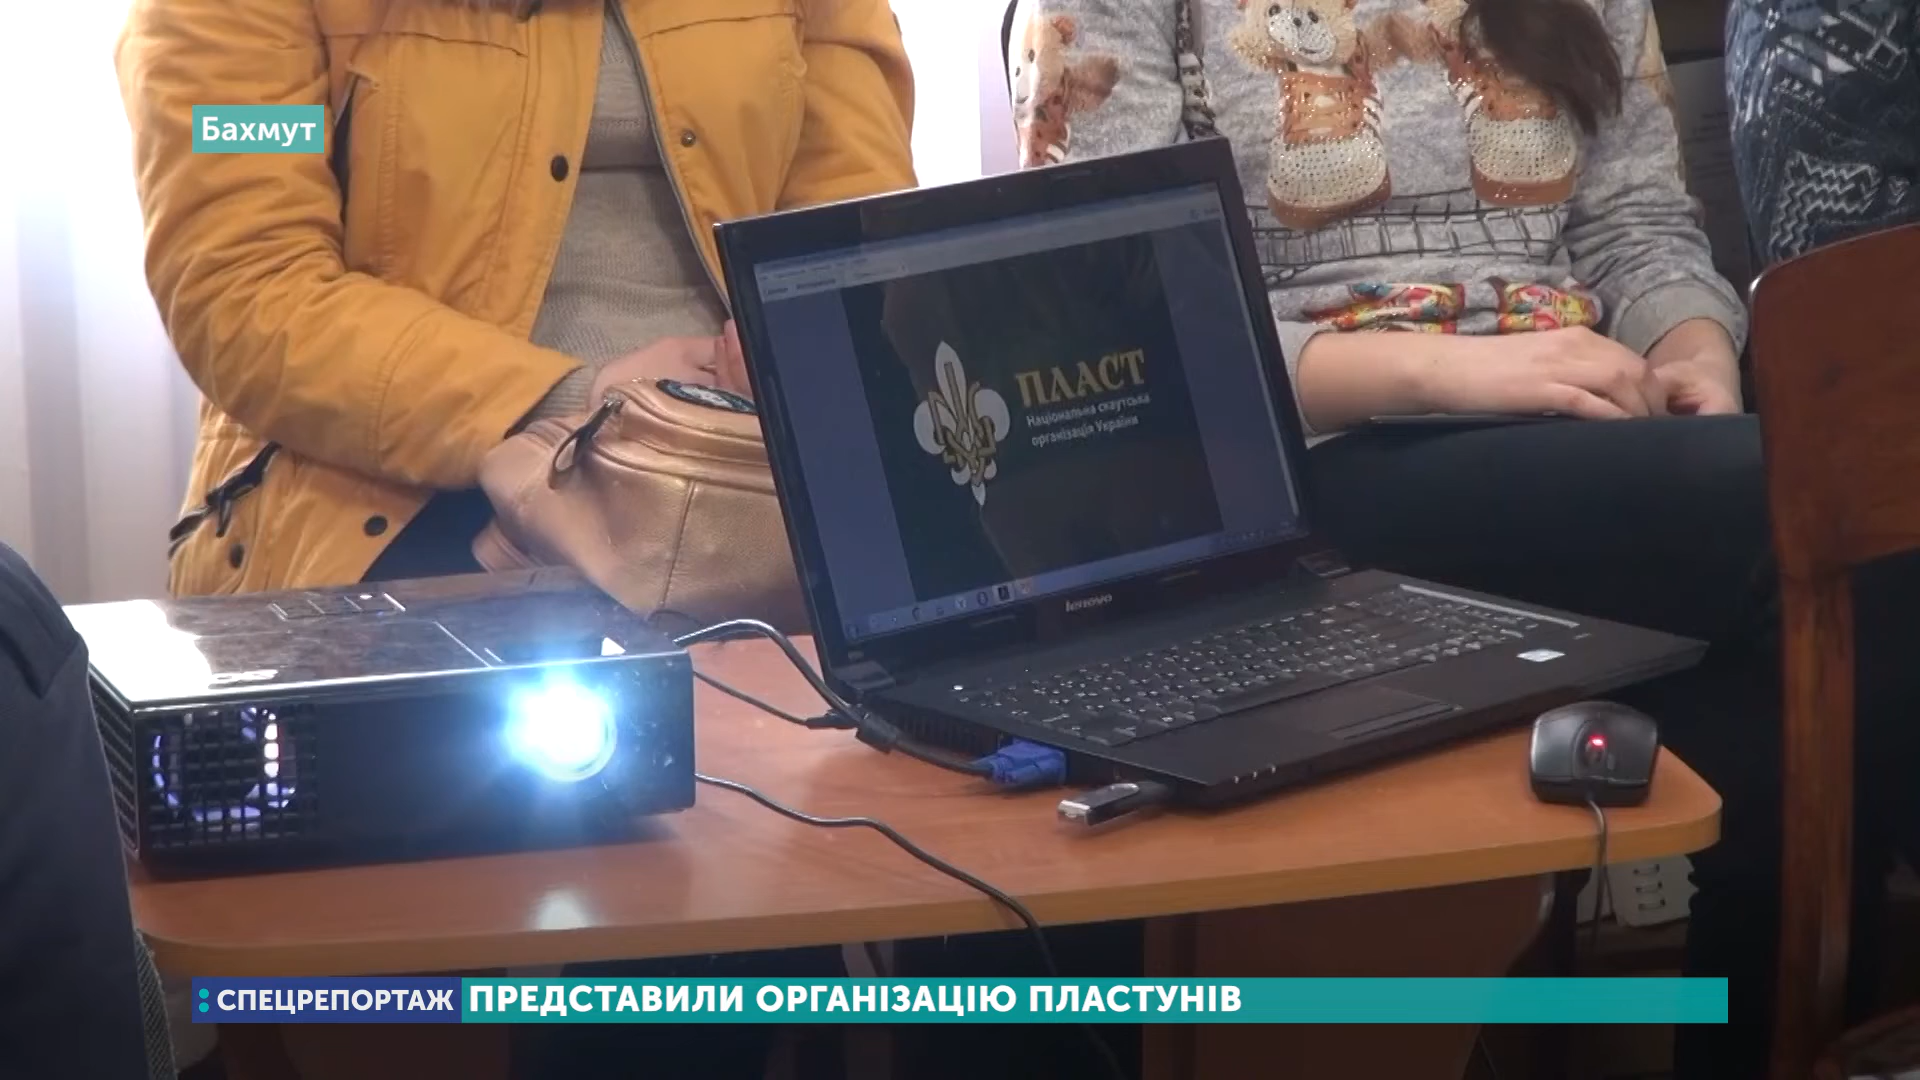 Бахмут
ПЛАСТ
Національна скаутська
організація України
lenovo
СПЕЦРЕПОРТАЖ ПРЕДСТАВИЛИ ОРГАНІЗАЦІЮ ПЛАСТУНІВ